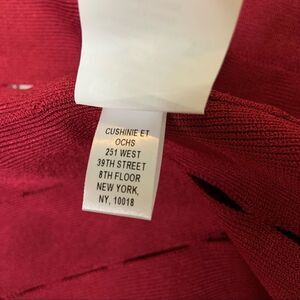 CUSHNIE ET
OCHS
251 WEST
39TH STREET
8TH FLOOR
NEW YORK,
NY, 10018